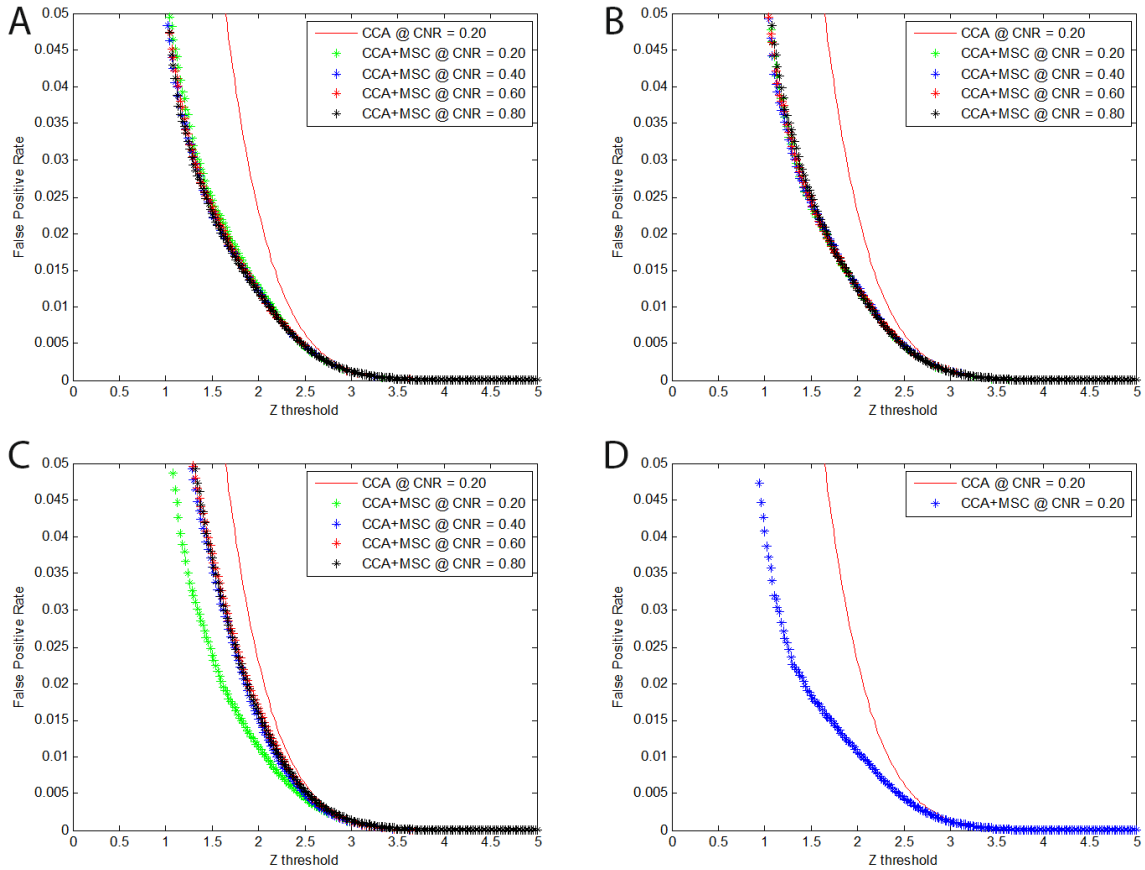 A
0.05
0.045
0.04
0.035
0.03
0.025
0.02
0.015
0.01
0.005
0
False Positive Rate
CCA @ CNR = 0.20
CCA+MSC @ CNR = 0.20
CCA+MSC @ CNR = 0.40
CCA+MSC @ CNR = 0.60
CCA+MSC @ CNR = 0.80
0 0.5 1 1.5 2 2.5 3 3.5 4 4.5 5
Z threshold
B
0.05
0.045
0.04
0.035
0.03
0.025
0.02
0.015
0.01
0.005
0
False Positive Rate
CCA @ CNR = 0.20
CCA+MSC @ CNR = 0.20
CCA+MSC @ CNR = 0.40
CCA+MSC @ CNR = 0.60
CCA+MSC @ CNR = 0.80
0 0.5 1 1.5 2 2.5 3 3.5 4 4.5 5
Z threshold
C
0.05
0.045
0.04
0.035
0.03
0.025
0.02
0.015
0.01
0.005
0
False Positive Rate
CCA @ CNR = 0.20
CCA+MSC @ CNR = 0.20
CCA+MSC @ CNR = 0.40
CCA+MSC @ CNR = 0.60
CCA+MSC @ CNR = 0.80
0 0.5 1 1.5 2 2.5 3 3.5 4 4.5 5
Z threshold
D
0.05
0.045
0.04
0.035
0.03
0.025
0.02
0.015
0.01
0.005
0
False Positive Rate
CCA @ CNR = 0.20
CCA+MSC @ CNR = 0.20
0 0.5 1 1.5 2 2.5 3 3.5 4 4.5 5
Z threshold